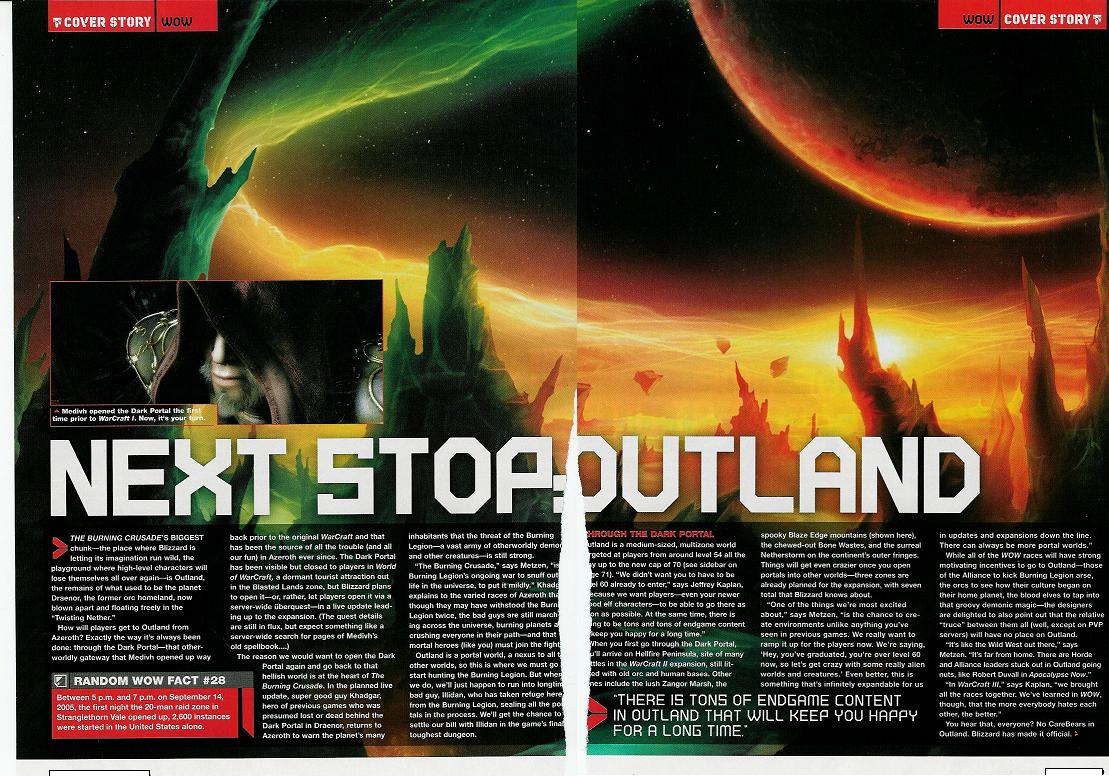 COVER STORY WOW
WOW COVER STORY
Medivh opened the Dark Portal the first
time prior to WarCraft I. Now, it's your turn.
NEXT STOP: OUTLAND
THE BURNING CRUSADE'S BIGGEST
chunk—the place where Blizzard is
letting its imagination run wild, the
playground where high-level characters will
lose themselves all over again—is Outland,
the remains of what used to be the planet
Draenor, the former orc homeland, now
blown apart and floating freely in the
"Twisting Nether."
How will players get to Outland from
Azeroth? Exactly the way it's always been
done: through the Dark Portal—that other-
worldly gateway that Medivh opened up way
RANDOM WOW FACT #28
Between 5 p.m. and 7 p.m. on September 14,
2005, the first night the 20-man raid zone in
Stranglethorn Vale opened up, 2,600 instances
were started in the United States alone.
back prior to the original WarCraft and that
has been the source of all the trouble (and all
our fun) in Azeroth ever since. The Dark Portal
has been visible but closed to players in World
of WarCraft, a dormant tourist attraction out
in the Blasted Lands zone, but Blizzard plans
to open it—or, rather, let players open it via a
server-wide überquest—in a live update lead-
ing up to the expansion. (The quest details
are still in flux, but expect something like a
server-wide search for pages of Medivh's
old spellbook....)
The reason we would want to open the Dark
Portal again and go back to that
hellish world is at the heart of The
Burning Crusade. In the planned live
update, super good guy Khadgar,
hero of previous games who was
presumed lost or dead behind the
Dark Portal in Draenor, returns to
Azeroth to warn the planet's many
inhabitants that the threat of the Burning
Legion—a vast army of otherworldly demo
and other creatures—is still strong.
"The Burning Crusade," says Metzen, "is
Burning Legion's ongoing war to snuff out
life in the universe, to put it mildly." Khad
explains to the varied races of Azeroth tha
though they may have withstood the Burn
Legion twice, the bad guys are still march
ing across the universe, burning planets a
crushing everyone in their path—and that
mortal heroes (like you) must join the fight
Outland is a portal world, a nexus to all t
other worlds, so this is where we must go
start hunting the Burning Legion. But when
we do, we'll just happen to run into longtim
bad guy, Illidan, who has taken refuge here
from the Burning Legion, sealing all the po
tals in the process. We'll get the chance to
settle our bill with Illidan in the game's fina
toughest dungeon.
HROUGH THE DARK PORTAL
utland is a medium-sized, multizone world
rgeted at players from around level 54 all the
y up to the new cap of 70 (see sidebar on
ge 71). "We didn't want you to have be
el 60 already to enter," says Jeffrey Kaplan,
ecause we want players—even your newer
od elf characters—to be able to go there as
on as possible. At the same time, there is
ing to be tons and tons of endgame content
keep you happy for a long time."
When you first go through the Dark Portal,
'll arrive on Hellfire Peninsula, site of many
ttles in the WarCraft II expansion, still lit-
ed with old orc and human bases. Other
nes include the lush Zangor Marsh, the
"THERE IS TONS OF ENDGAME CONTENT
IN OUTLAND THAT WILL KEEP YOU HAPPY
FOR A LONG TIME."
spooky Blaze Edge mountains (shown here),
the chewed-out Bone Wastes, and the surreal
Netherstorm on the continent's outer fringes.
Things will get even crazier once you open
portals into other worlds—three zones are
already planned for the expansion, with seven
total that Blizzard knows about.
"One of the things we're most excited
about," says Metzen, "is the chance to cre-
ate environments unlike anything you've
seen in previous games. We really want to
ramp it up for the players now. We're saying,
'Hey, you've graduated, you're over level 60
now, so let's get crazy with some really alien
worlds and creatures.' Even better, this is
something that's infinitely expandable for us
in updates and expansions down the line.
There can always be more portal worlds."
While all of the WOW races will have strong
motivating incentives to go to Outland—those
of the Alliance to kick Burning Legion arse,
the orcs to see how their culture began on
their home planet, the blood elves to tap into
that groovy demonic magic—the designers
are delighted to also point out that the relative
"true" between them all (well, except on PVP
servers) will have no place on Outland.
"It's like the Wild West out there," says
Metzen. "It's far from home. There are Horde
and Alliance leaders stuck out in Outland going
nuts, like Robert Duvall in Apocalypse Now."
"In WarCraft III," says Kaplan, "we brought
all the races together. We've learned in WOW,
though, that the more everybody hates each
other, the better."
You hear that, everyone? No CareBears in
Outland. Blizzard has made it official.